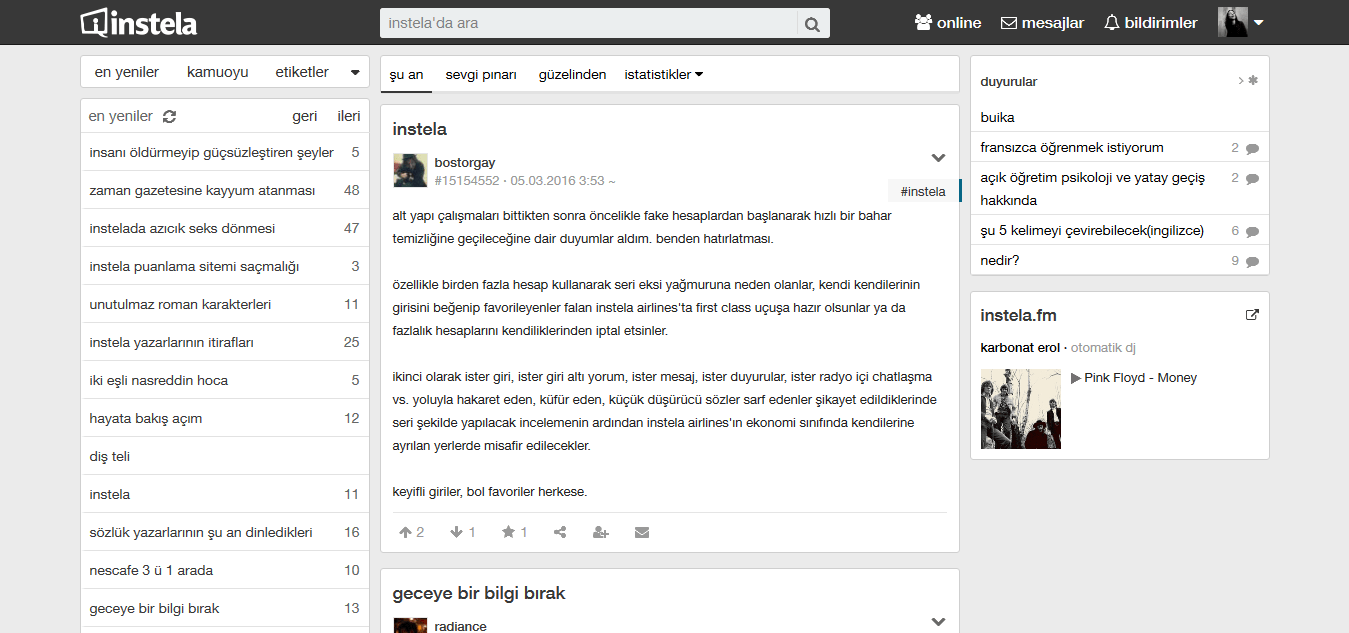 instela
instela'da ara
online
mesajlar
bildirimler
en yeniler kamuoyu etiketler
en yeniler geri ileri
insanı öldürmeyip güçsüzleştiren şeyler 5
zaman gazetesine kayyum atanması 48
instelada azıcık seks dönmesi 47
instela puanlama sitemi saçmalığı 3
unutulmaz roman karakterleri 11
instela yazarlarının itirafları 25
iki eşli nasreddin hoca 5
hayata bakış açım 12
diş teli
instela 11
sözlük yazarlarının şu an dinledikleri 16
nescafe 3 ü 1 arada 10
geceye bir bilgi bırak 13
şu an sevgi pınarı güzelinden istatistikler
instela
bostorgay
#15154552 · 05.03.2016 3:53 ~
#instela
alt yapı çalışmaları bittikten sonra öncelikle fake hesaplardan başlanarak hızlı bir bahar
temizliğine geçileceğine dair duyumlar aldım. benden hatırlatması.
özellikle birden fazla hesap kullanarak seri eksi yağmuruna neden olanlar, kendi kendilerinin
girisini beğenip favorileyenler falan instela airlines'ta first class uçuşa hazır olsunlar ya da
fazlalık hesaplarını kendiliklerinden iptal etsinler.
ikinci olarak ister giri, ister giri altı yorum, ister mesaj, ister duyurular, ister radyo içi chatlaşma
vs. yoluyla hakaret eden, küfür eden, küçük düşürücü sözler sarf edenler şikayet edildiklerinde
seri şekilde yapılacak incelemenin ardından instela airlines'ın ekonomi sınıfında kendilerine
ayrılan yerlerde misafir edilecekler.
keyifli giriler, bol favoriler herkese.
2 1 1
geceye bir bilgi bırak
radiance
duyurular
buika
fransızca öğrenmek istiyorum 2
açık öğretim psikoloji ve yatay geçiş 2
hakkında
şu 5 kelimeyi çevirebilecek(ingilizce) 6
nedir? 9
instela.fm
karbonat erol · otomatik dj
Pink Floyd - Money